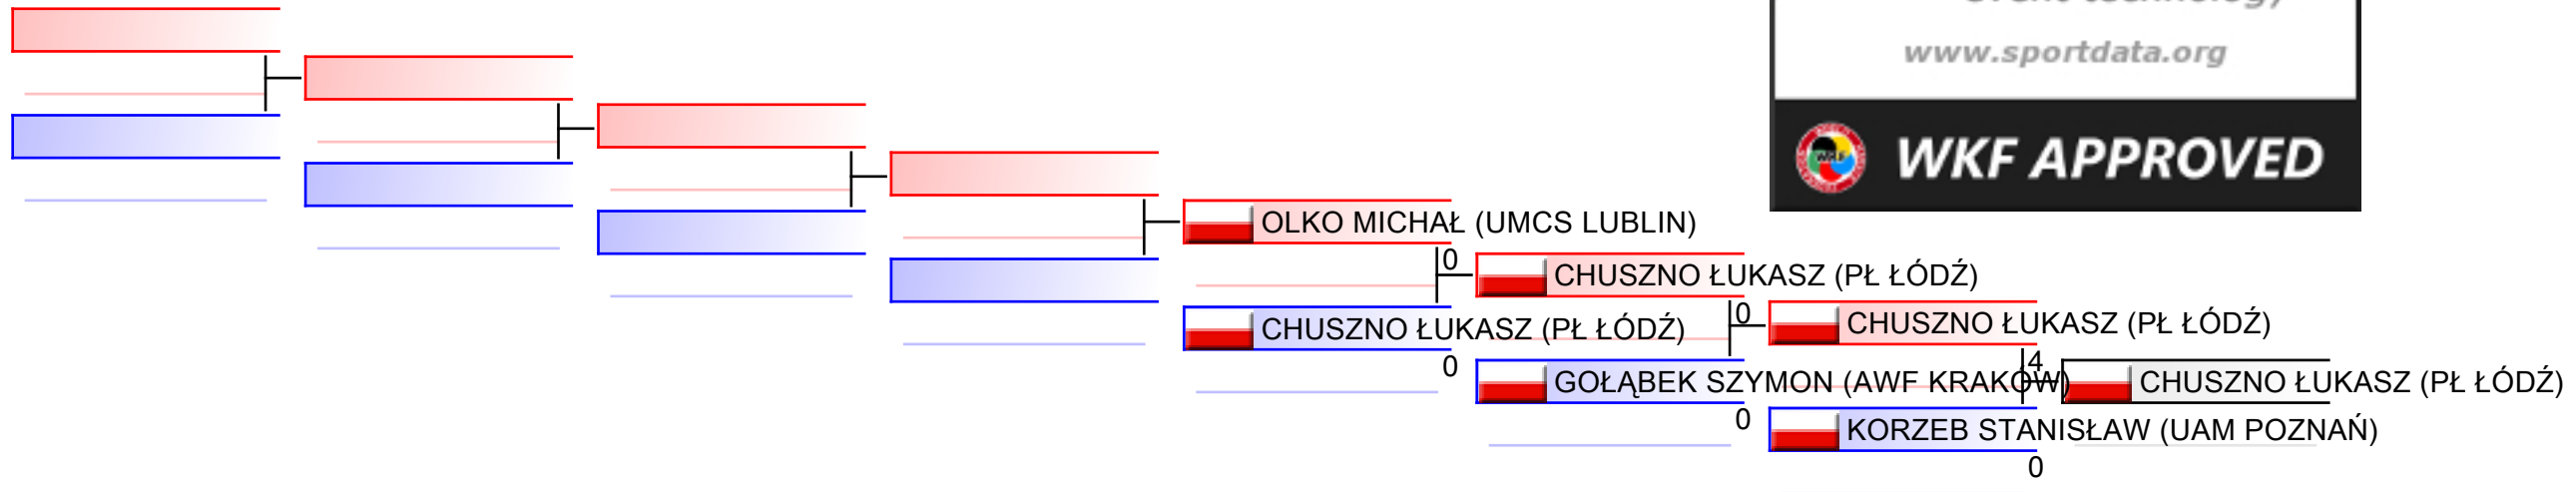 event technology
www.sportdata.org
WKF APPROVED
OLKO MICHAŁ (UMCS LUBLIN)
0
CHUSZNO ŁUKASZ (PŁ ŁÓDŹ)
CHUSZNO ŁUKASZ (PŁ ŁÓDŹ)
0
0
CHUSZNO ŁUKASZ (PŁ ŁÓDŹ)
GOŁĄBEK SZYMON (AWF KRAKÓW)
0
4
CHUSZNO ŁUKASZ (PŁ ŁÓDŹ)
KORZEB STANISŁAW (UAM POZNAŃ)
0